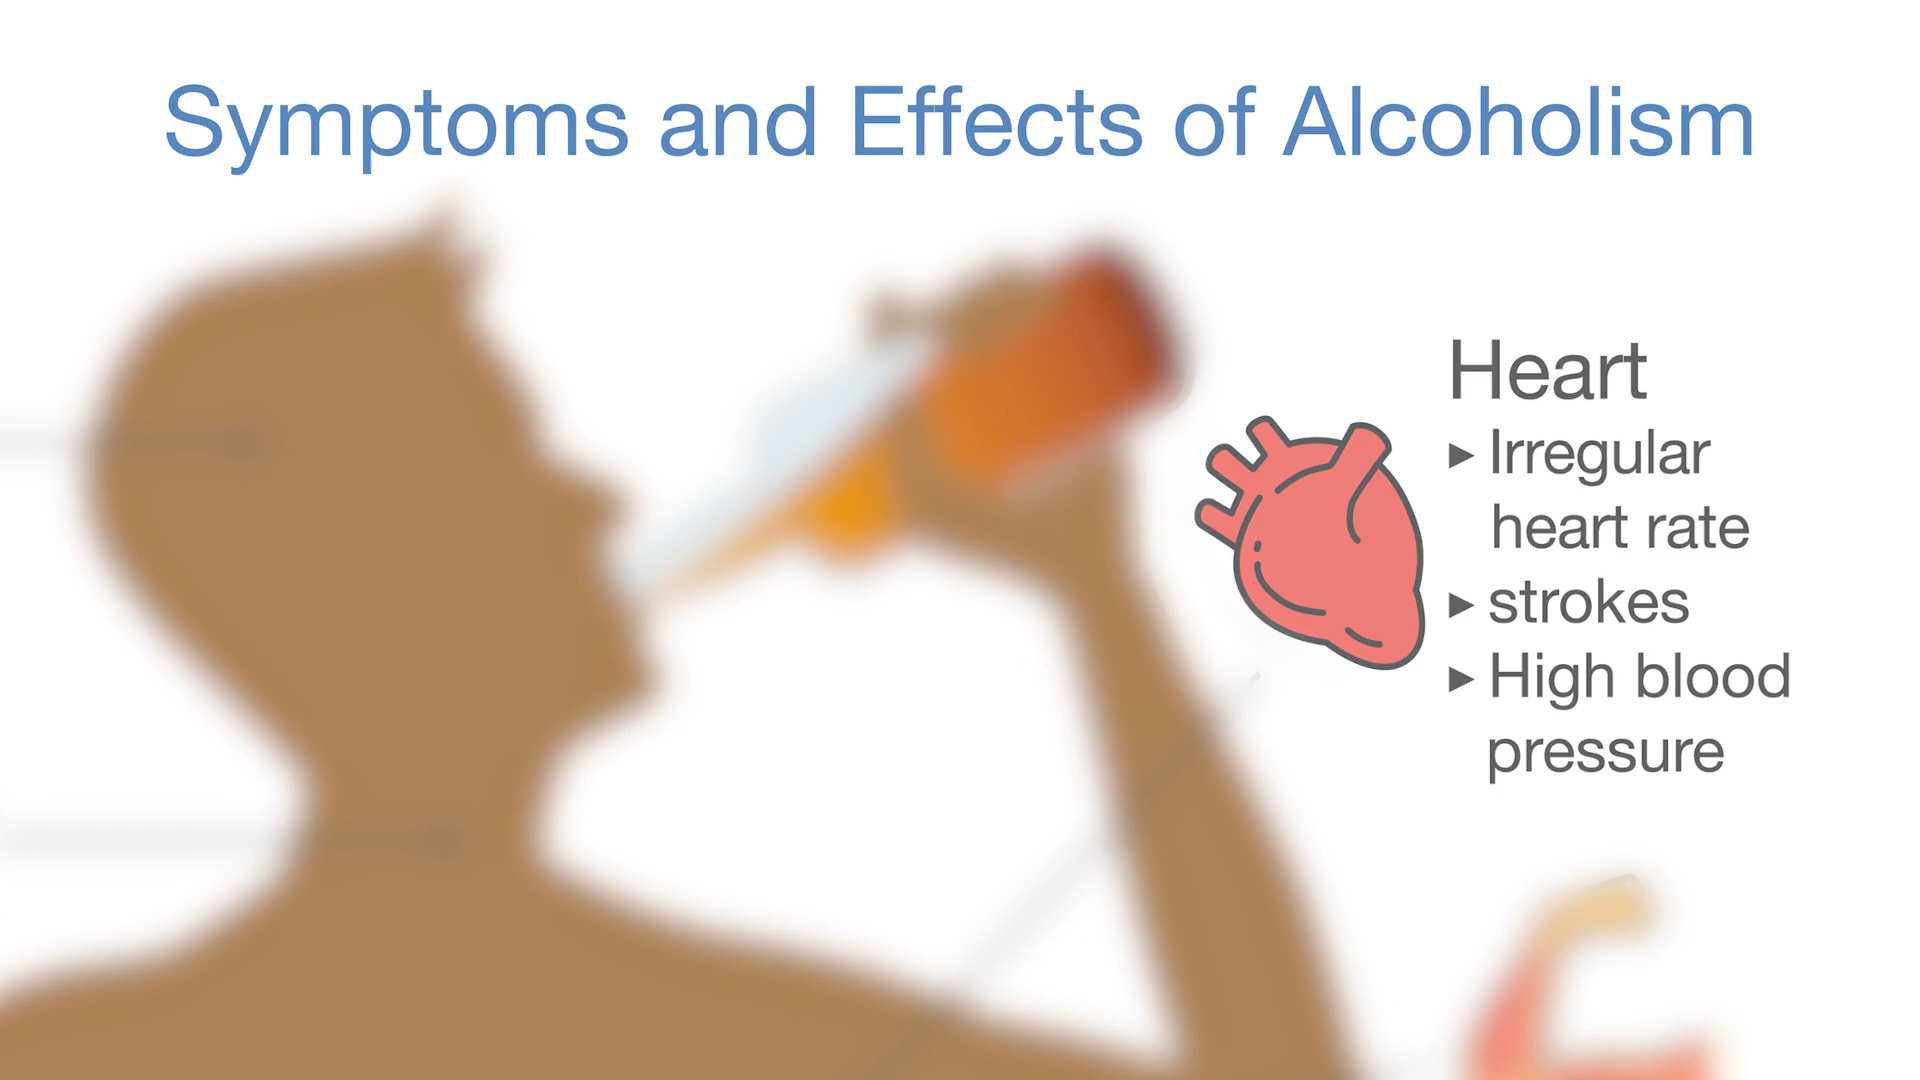 Symptoms and Effects of Alcoholism
Heart
▸ Irregular
heart rate
▸ strokes
▸ High blood
pressure